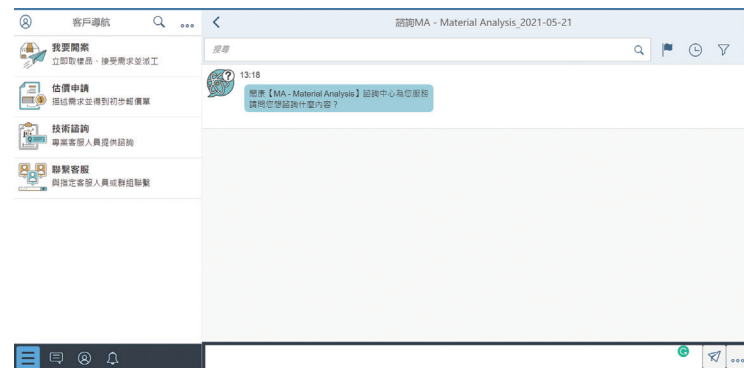 客戶導航
諮詢MA - Material Analysis_2021-05-21
我要開案
立即取樣品、接受需求並派工
估價申請
描述需求並得到初步報價單
技術諮詢
專業客服人員提供諮詢
聯繫客服
與指定客服人員或群組聯繫
搜尋
13:18
閎康【MA - Material Analysis】諮詢中心為您服務
請問您想諮詢什麼內容？